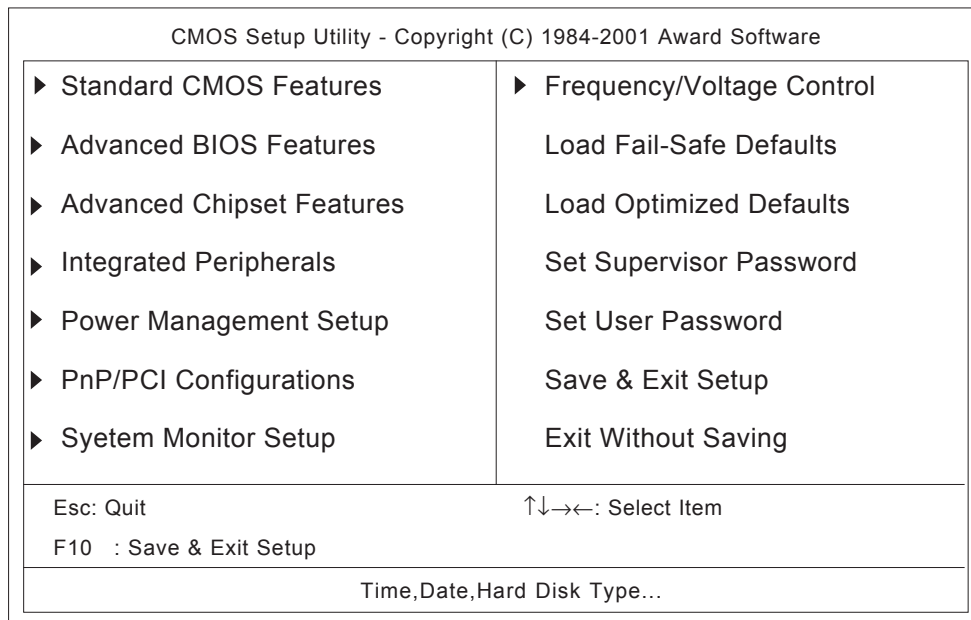 CMOS Setup Utility - Copyright (C) 1984-2001 Award Software
Standard CMOS Features
Advanced BIOS Features
Advanced Chipset Features
Integrated Peripherals
Power Management Setup
PnP/PCI Configurations
Syetem Monitor Setup
Frequency/Voltage Control
Load Fail-Safe Defaults
Load Optimized Defaults
Set Supervisor Password
Set User Password
Save & Exit Setup
Exit Without Saving
Esc: Quit
↑↓→←: Select Item
F10 : Save & Exit Setup
Time,Date,Hard Disk Type...